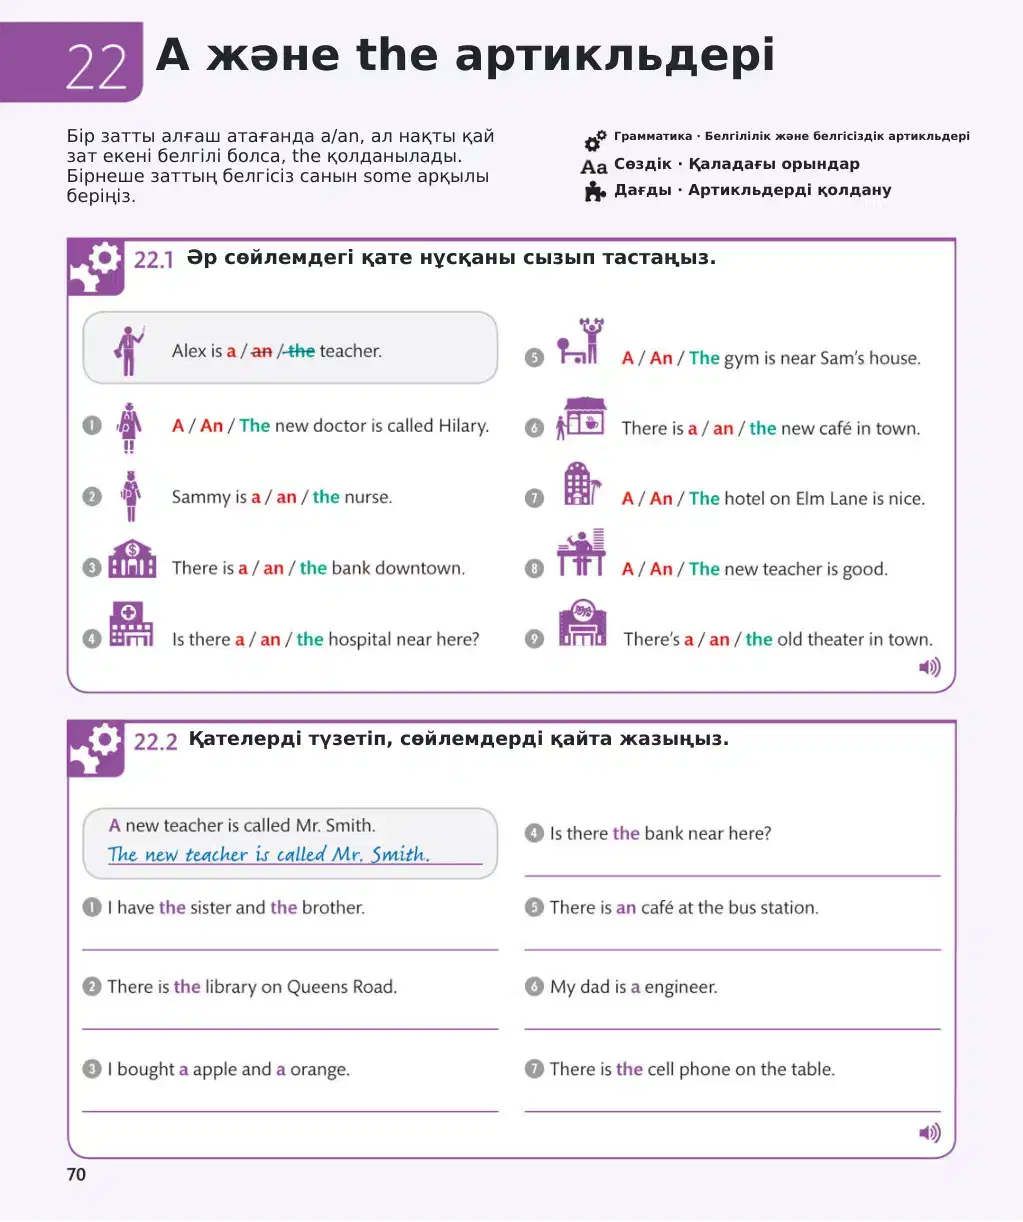 22
А және the артикльдері
Бір затты алғаш атағанда a/an, ал нақты қай
зат екені белгілі болса, the қолданылады.
Бірнеше заттың белгісіз санын some арқылы
беріңіз.
Грамматика · Белгілілік және белгісіздік артикльдері
Aa Сөздік · Қаладағы орындар
Дағды · Артикльдерді қолдану
22.1 Әр сөйлемдегі қате нұсқаны сызып тастаңыз.
Alex is a / an / the teacher.
1 A / An / The new doctor is called Hilary.
2 Sammy is a / an / the nurse.
3 There is a / an / the bank downtown.
4 Is there a / an / the hospital near here?
5 A / An / The gym is near Sam's house.
6 There is a / an / the new café in town.
7 A / An / The hotel on Elm Lane is nice.
8 A / An / The new teacher is good.
9 There's a / an / the old theater in town.
22.2 Қателерді түзетіп, сөйлемдерді қайта жазыңыз.
A new teacher is called Mr. Smith.
The new teacher is called Mr. Smith.
1 I have the sister and the brother.
2 There is the library on Queens Road.
3 I bought a apple and a orange.
4 Is there the bank near here?
5 There is an café at the bus station.
6 My dad is a engineer.
7 There is the cell phone on the table.
70